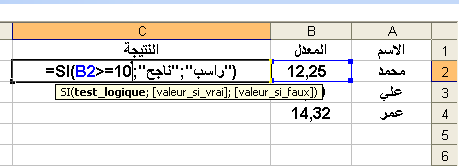 A B C
1 الاسم المعدل النتيجة
2 محمد 12,25 =SI(B2>=10;"ناجح";"راسب")
3 علي SI(test_logique; [valeur_si_vrai]; [valeur_si_faux])
4 عمر 14,32
5
6